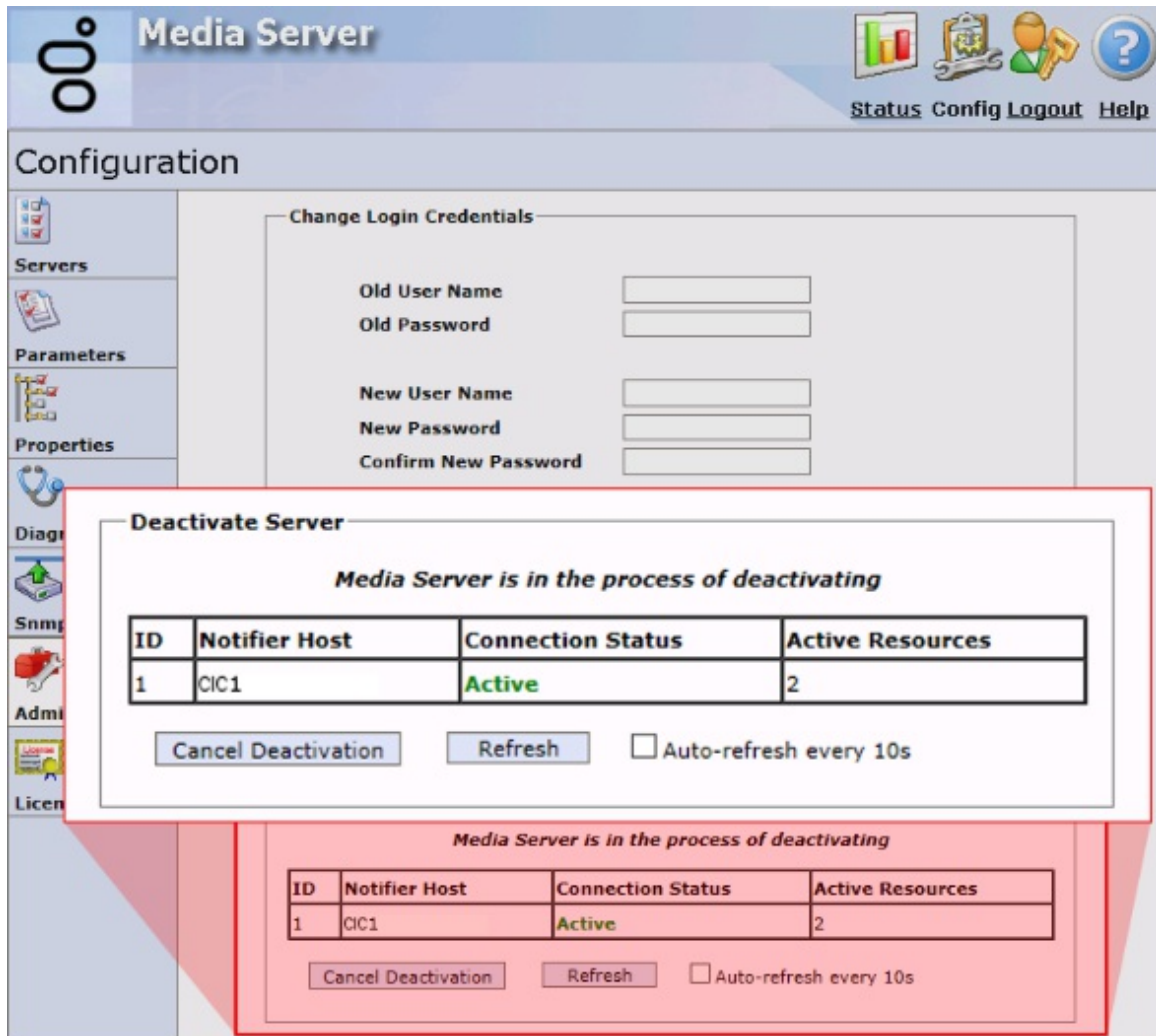 Media Server
Status Config Logout Help
Configuration
Servers
Parameters
Properties
Diag
Snmp
Admi
Licen
Change Login Credentials
Old User Name
Old Password
New User Name
New Password
Confirm New Password
Deactivate Server
Media Server is in the process of deactivating
ID Notifier Host Connection Status Active Resources
1 CIC1 Active 2
Cancel Deactivation Refresh Auto-refresh every 10s
Media Server is in the process of deactivating
ID Notifier Host Connection Status Active Resources
1 CIC1 Active 2
Cancel Deactivation Refresh Auto-refresh every 10s